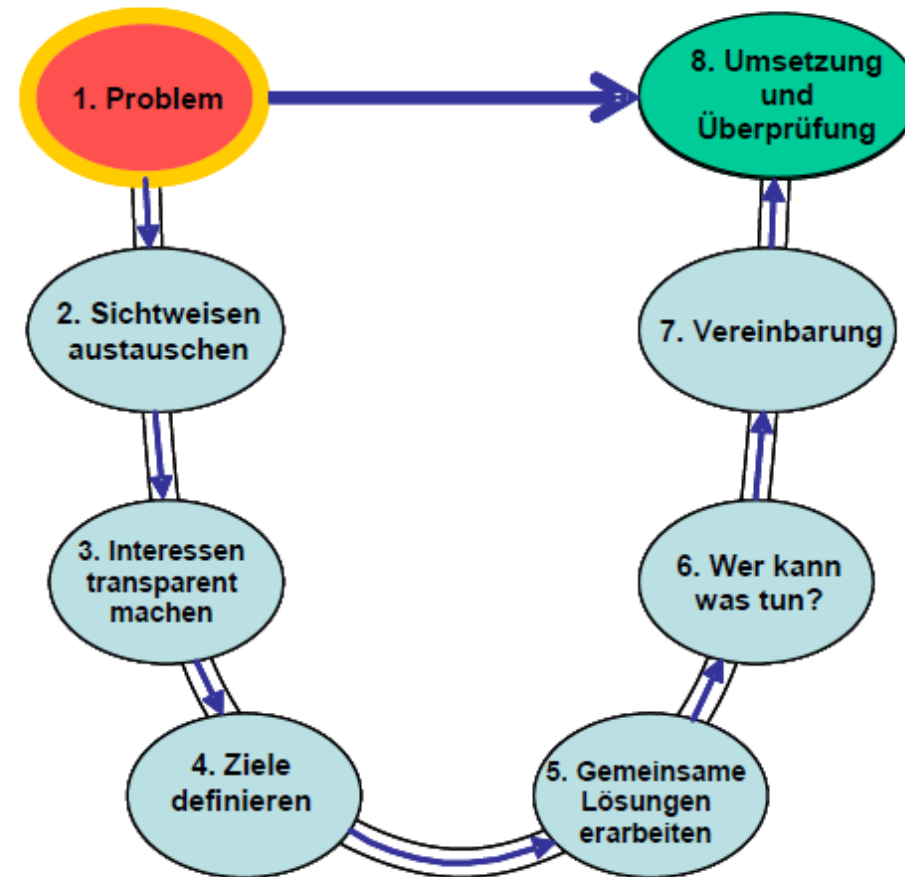 1. Problem
8. Umsetzung
und
Überprüfung
2. Sichtweisen
austauschen
7. Vereinbarung
3. Interessen
transparent
machen
6. Wer kann
was tun?
4. Ziele
definieren
5. Gemeinsame
Lösungen
erarbeiten